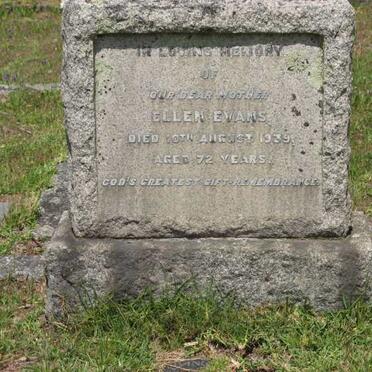 IN LOVING MEMORY
OF
OUR DEAR MOTHER
ELLEN EVANS.
DIED AUGUST 1939,
AGED 72 YEARS.
GOD'S GREATEST GIFT-REMEMBRANCE.